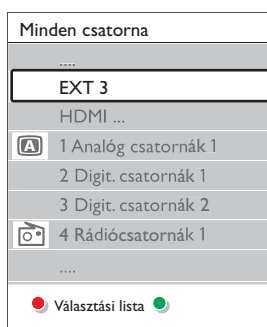 Minden csatorna
....
EXT 3
HDMI ...
A 1 Analóg csatornák 1
2 Digit. csatornák 1
3 Digit. csatornák 2
4 Rádiócsatornák 1
....
Választási lista